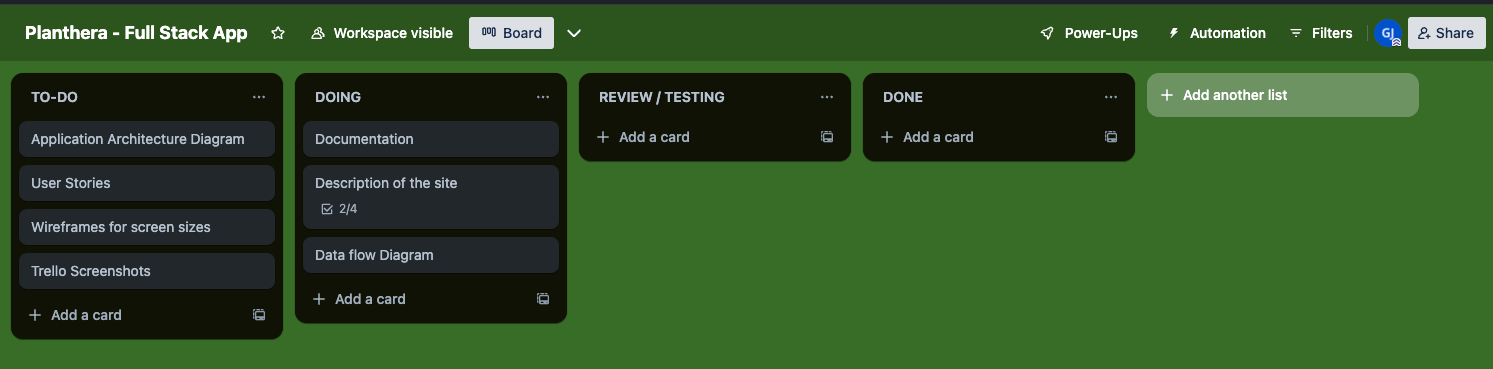 Planthera - Full Stack App
Workspace visible
Board
Power-Ups
Automation
Filters
GJ
Share
TO-DO
Application Architecture Diagram
User Stories
Wireframes for screen sizes
Trello Screenshots
+ Add a card
DOING
Documentation
Description of the site
2/4
Data flow Diagram
+ Add a card
REVIEW / TESTING
+ Add a card
DONE
+ Add a card
+ Add another list